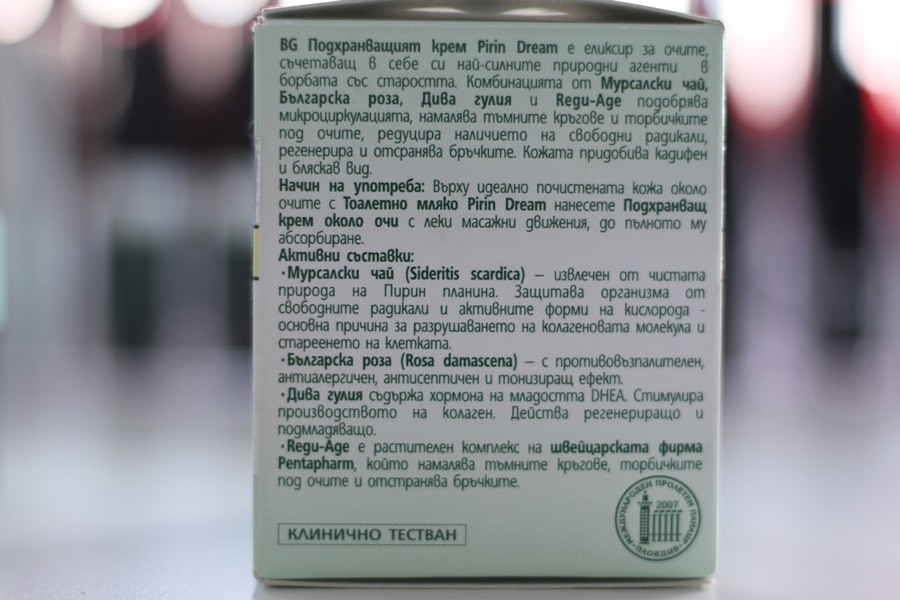 BG Подхранващият крем Pirin Dream е еликсир за очите,
съчетаващ в себе си най-силните природни агенти в
борбата със старостта. Комбинацията от Мурсалски чай,
Българска роза, Дива гулия и Regu-Age подобрява
микроциркулацията, намалява тъмните кръгове и торбичките
под очите, редуцира наличието на свободни радикали,
регенерира и отсранява бръчките. Кожата придобива кадифен
и бляскав вид.
Начин на употреба: Върху идеално почистената кожа около
очите с Тоалетно мляко Pirin Dream нанесете Подхранващ
крем около очи с леки масажни движения, до пълното му
абсорбиране.
Активни съставки:
·Мурсалски чай (Sideritis scardica) – извлечен от чистата
природа на Пирин планина. Защитава организма от
свободните радикали и активните форми на кислорода -
основна причина за разрушаването на колагеновата молекула и
стареенето на клетката.
·Българска роза (Rosa damascena) – с противовъзпалителен,
антиалергичен, антисептичен и тонизиращ ефект.
·Дива гулия съдържа хормона на младостта DHEA. Стимулира
производството на колаген. Действа регенериращо и
подмладяващо.
·Regu-Age е растителен комплекс на швейцарската фирма
Pentapharm, който намалява тъмните кръгове, торбичките
под очите и отстранява бръчките.
КЛИНИЧНО ТЕСТВАН
МЕЖДУНАРОДЕН ПРОЛЕТЕН ПАНАИР
2007
·ПЛОВДИВ·